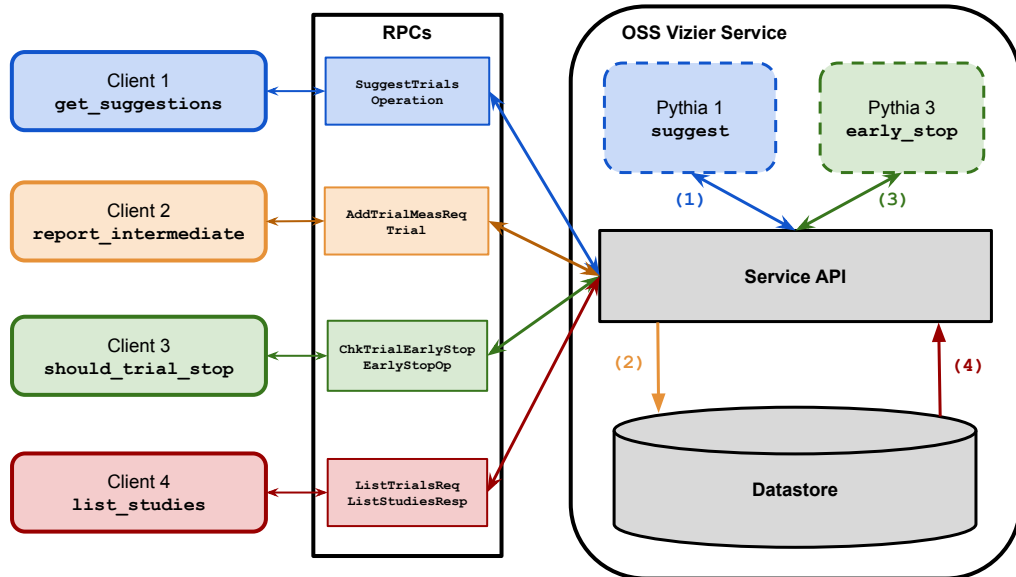 RPCs
OSS Vizier Service
Client 1
get_suggestions
SuggestTrials
Operation
Pythia 1
suggest
Pythia 3
early_stop
(1)
(3)
Client 2
report_intermediate
AddTrialMeasReq
Trial
Service API
Client 3
should_trial_stop
ChkTrialEarlyStop
EarlyStopOp
(2)
(4)
Client 4
list_studies
ListTrialsReq
ListStudiesResp
Datastore